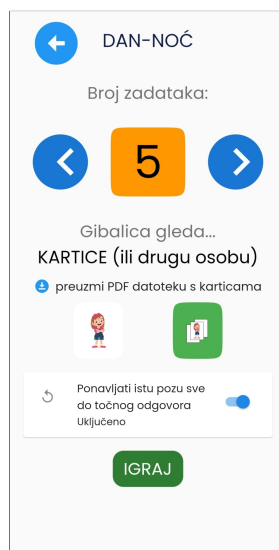 DAN-NOĆ
Broj zadataka:
5
Gibalica gleda...
KARTICE (ili drugu osobu)
preuzmi PDF datoteku s karticama
Ponavljati istu pozu sve
do točnog odgovora
Uključeno
IGRAJ